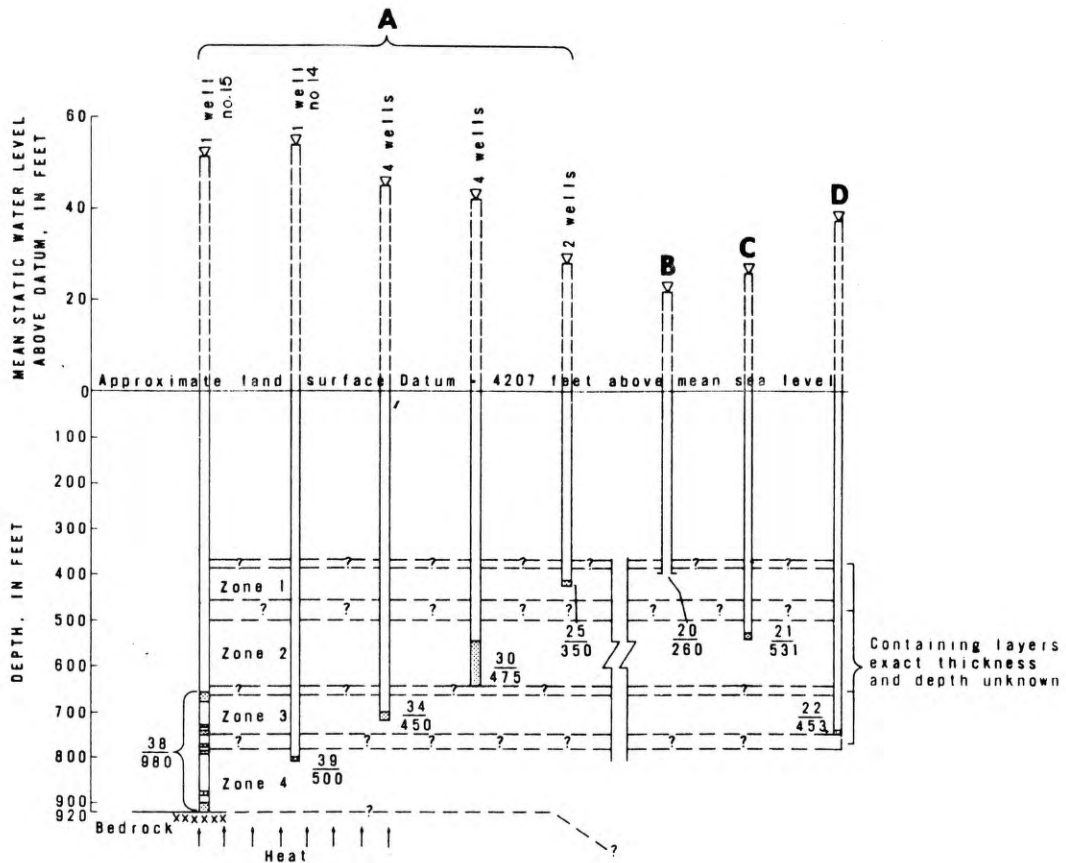 A
1 well no.15
1 well no 14
4 wells
4 wells
2 wells
B
C
D
MEAN STATIC WATER LEVEL
ABOVE DATUM, IN FEET
60
40
20
0
Approximate land surface Datum - 4207 feet above mean sea level
DEPTH, IN FEET
100
200
300
400
500
600
700
800
900
920
? ? ? ? ?
Zone 1
? ? ? ? ? ? ? ?
25
350
20
260
21
531
Zone 2
30
475
? ? ? ? ?
Zone 3
34
450
22
453
? ? ? ? ? ? ?
38
980
39
500
Zone 4
Containing layers
exact thickness
and depth unknown
?
Bedrock
xxxxxx
Heat
?